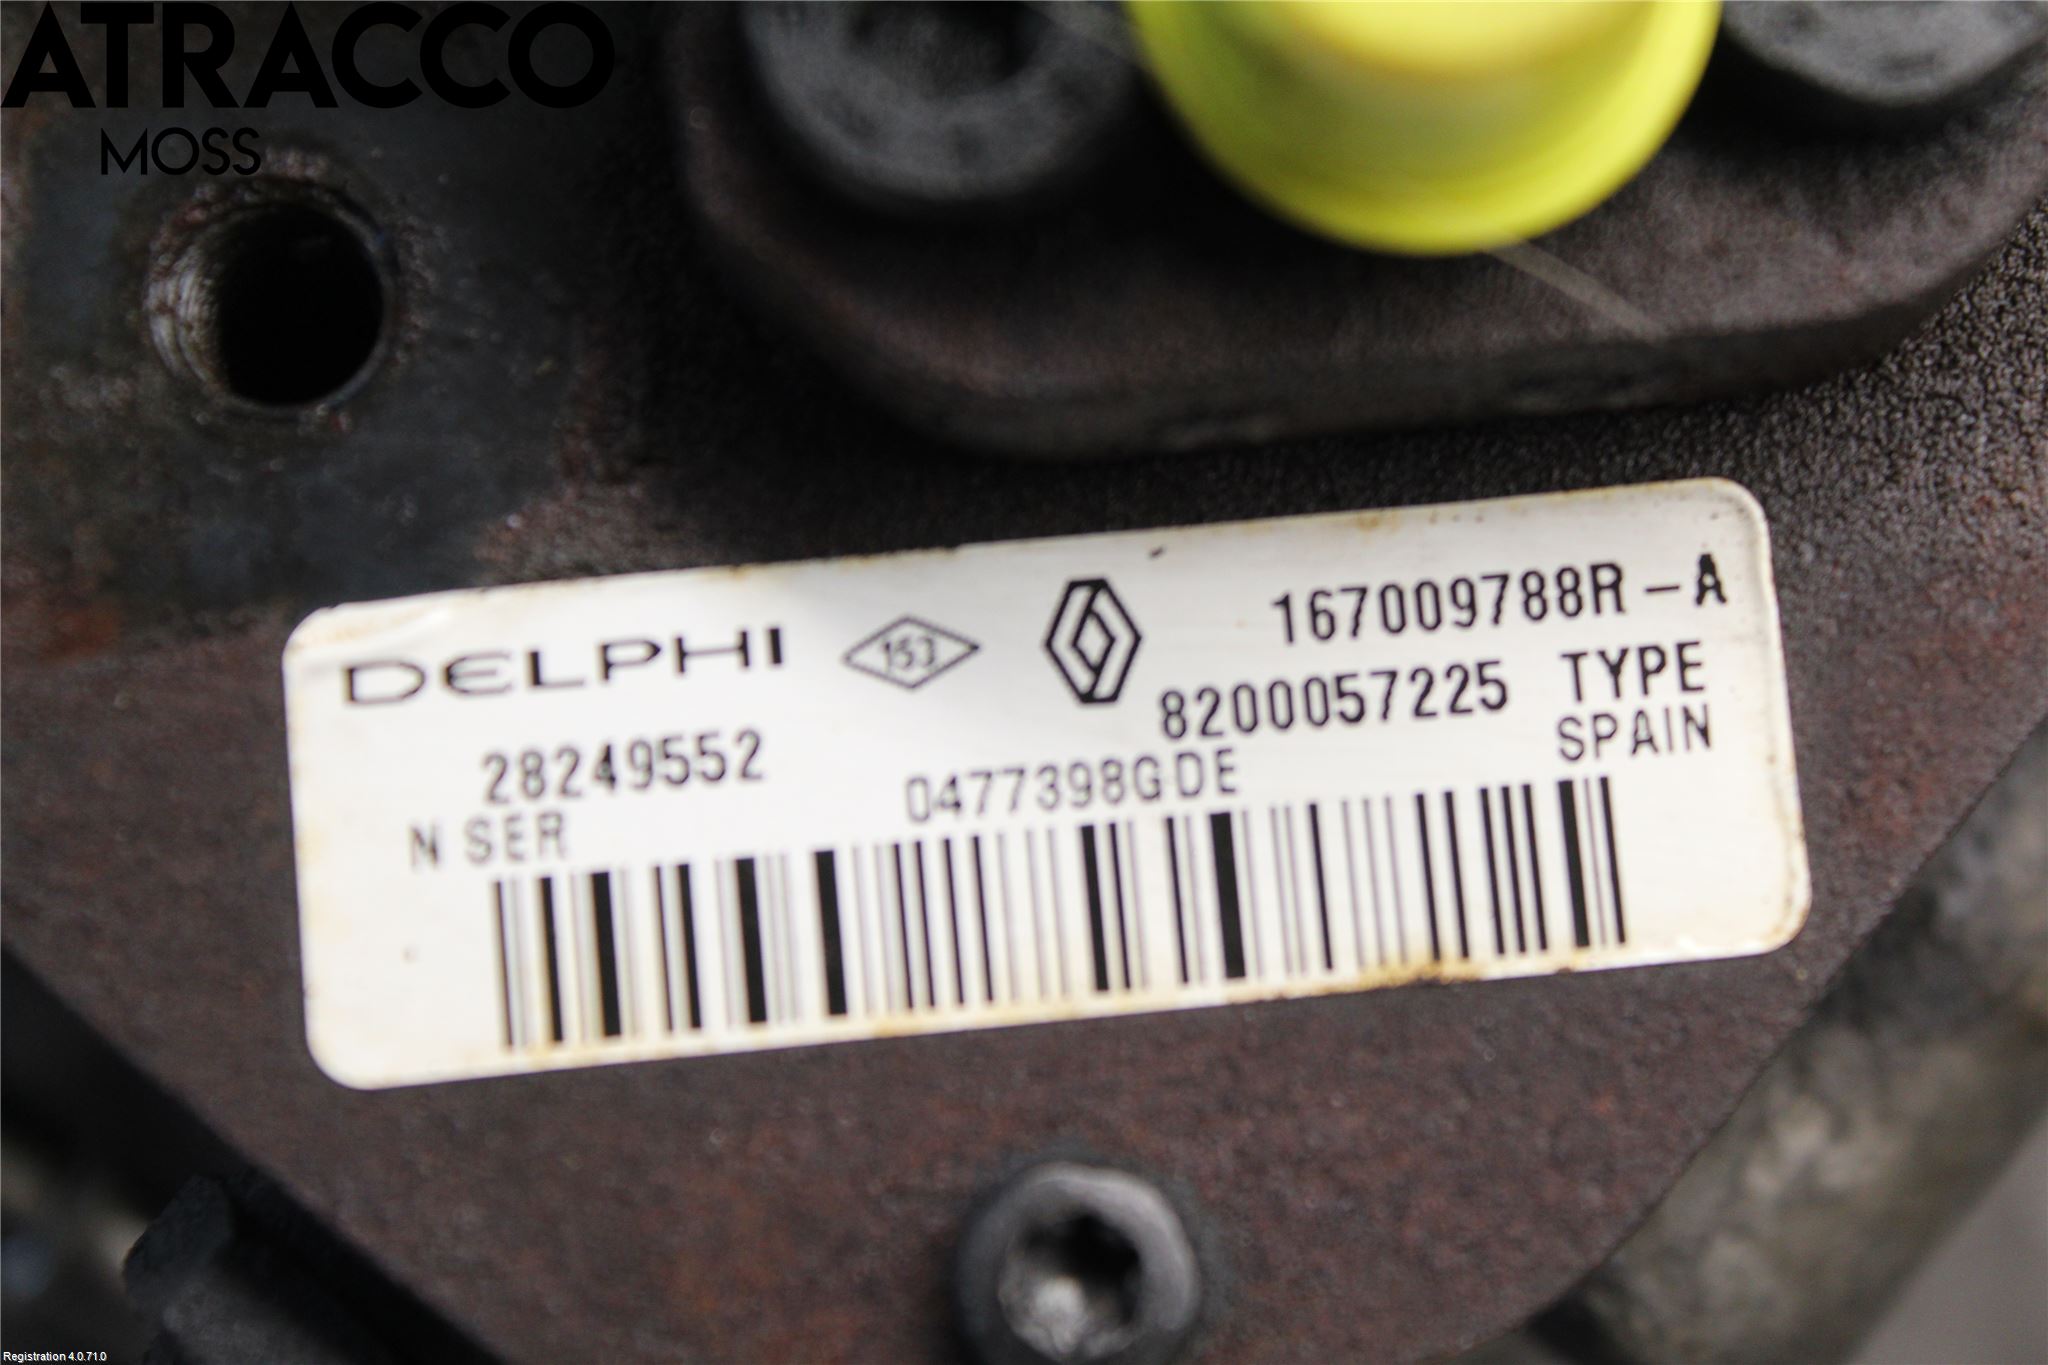 ATRACCO
MOSS
DELPHI 153 167009788R-A
8200057225 TYPE
28249552 0477398GDE SPAIN
N SER
Registration 4.0.71.0